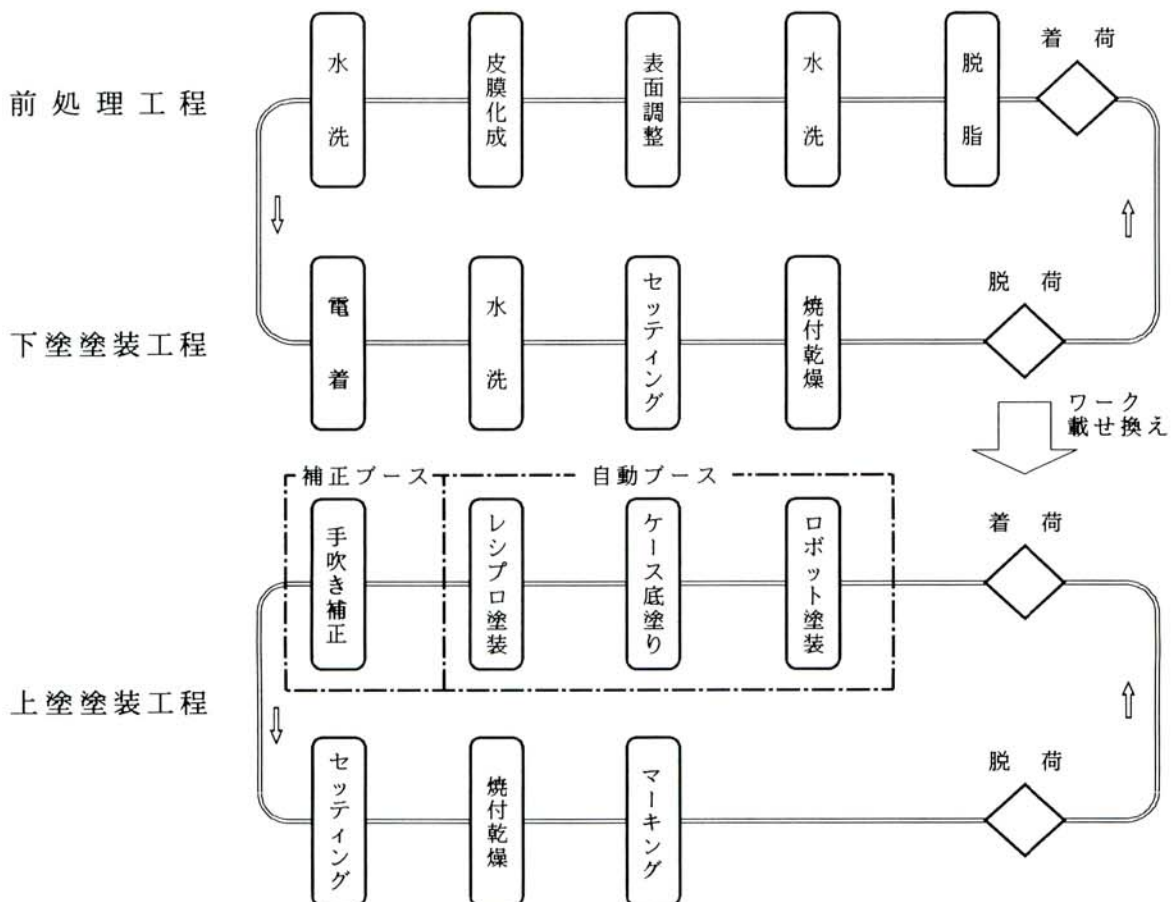 着荷
前処理工程
水洗
皮膜化成
表面調整
水洗
脱脂
脱荷
下塗塗装工程
電着
水洗
セッティング
焼付乾燥
ワーク
載せ換え
補正ブース
自動ブース
着荷
手吹き補正
レシプロ塗装
ケース底塗り
ロボット塗装
上塗塗装工程
脱荷
セッティング
焼付乾燥
マーキング